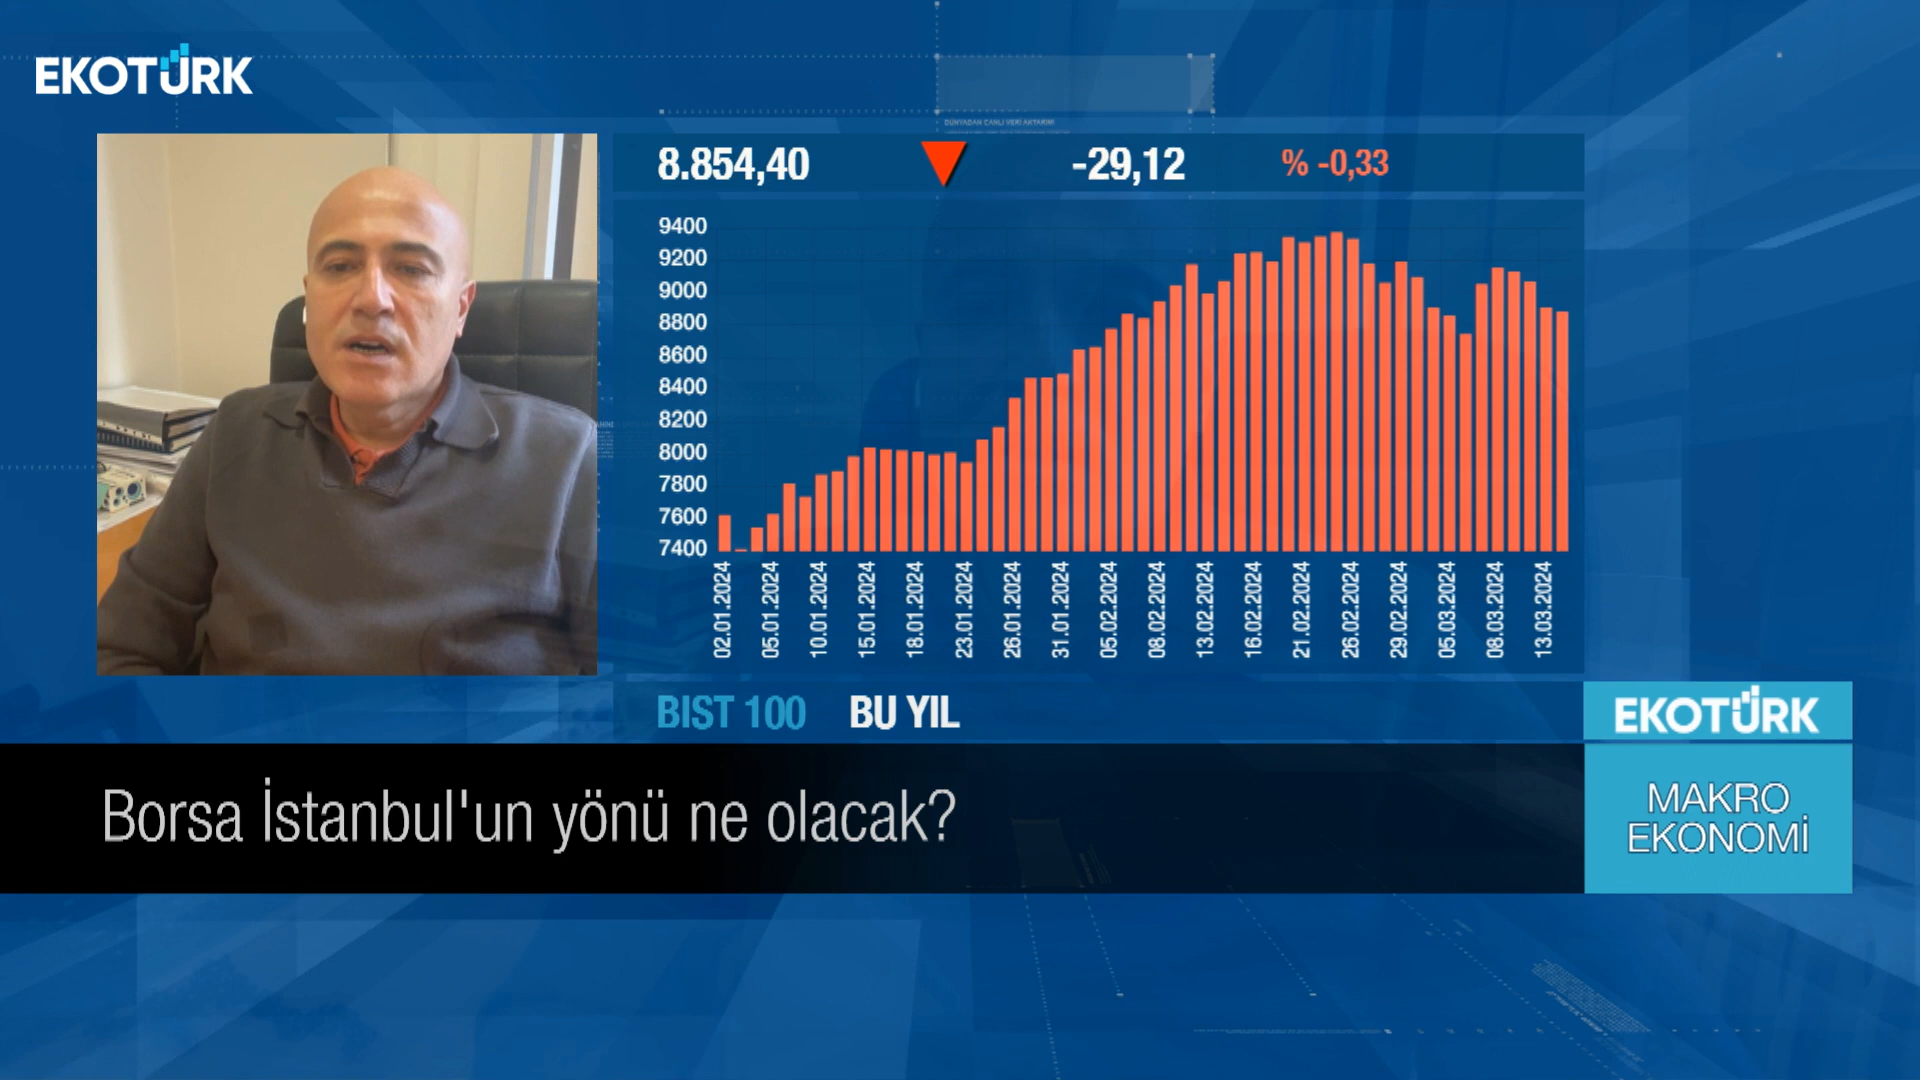 EKOTÜRK
DÜNYADAN CANLI VERİ AKTARIMI
8.854,40 -29,12 % -0,33
9400
9200
9000
8800
8600
8400
8200
8000
7800
7600
7400
02.01.2024 05.01.2024 10.01.2024 15.01.2024 18.01.2024 23.01.2024 26.01.2024 31.01.2024 05.02.2024 08.02.2024 13.02.2024 16.02.2024 21.02.2024 26.02.2024 29.02.2024 05.03.2024 08.03.2024 13.03.2024
BIST 100 BU YIL
EKOTÜRK
Borsa İstanbul'un yönü ne olacak?
MAKRO
EKONOMİ